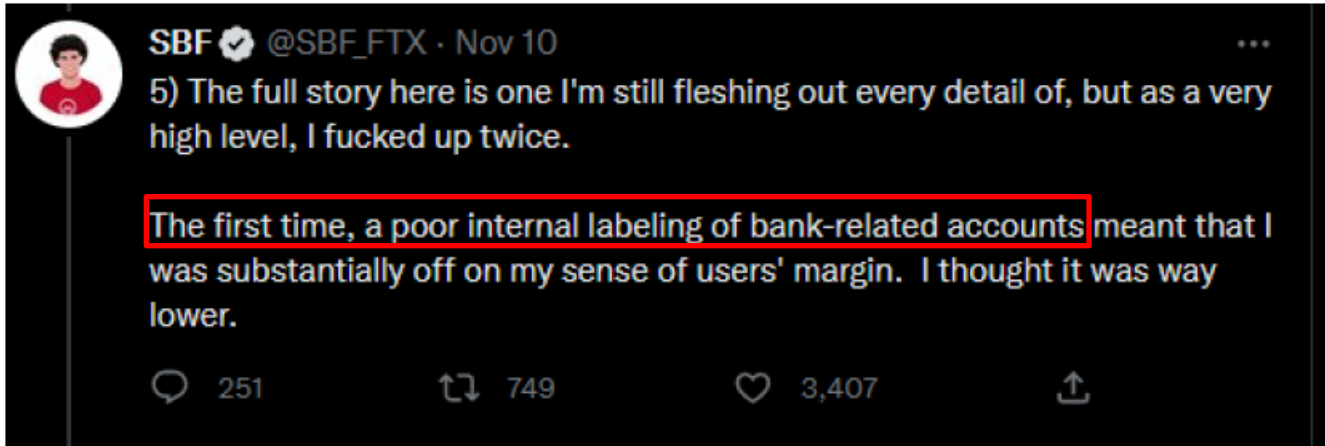 SBF @SBF_FTX · Nov 10
5) The full story here is one I'm still fleshing out every detail of, but as a very
high level, I fucked up twice.
The first time, a poor internal labeling of bank-related accounts meant that I
was substantially off on my sense of users' margin.  I thought it was way
lower.
251 749 3,407